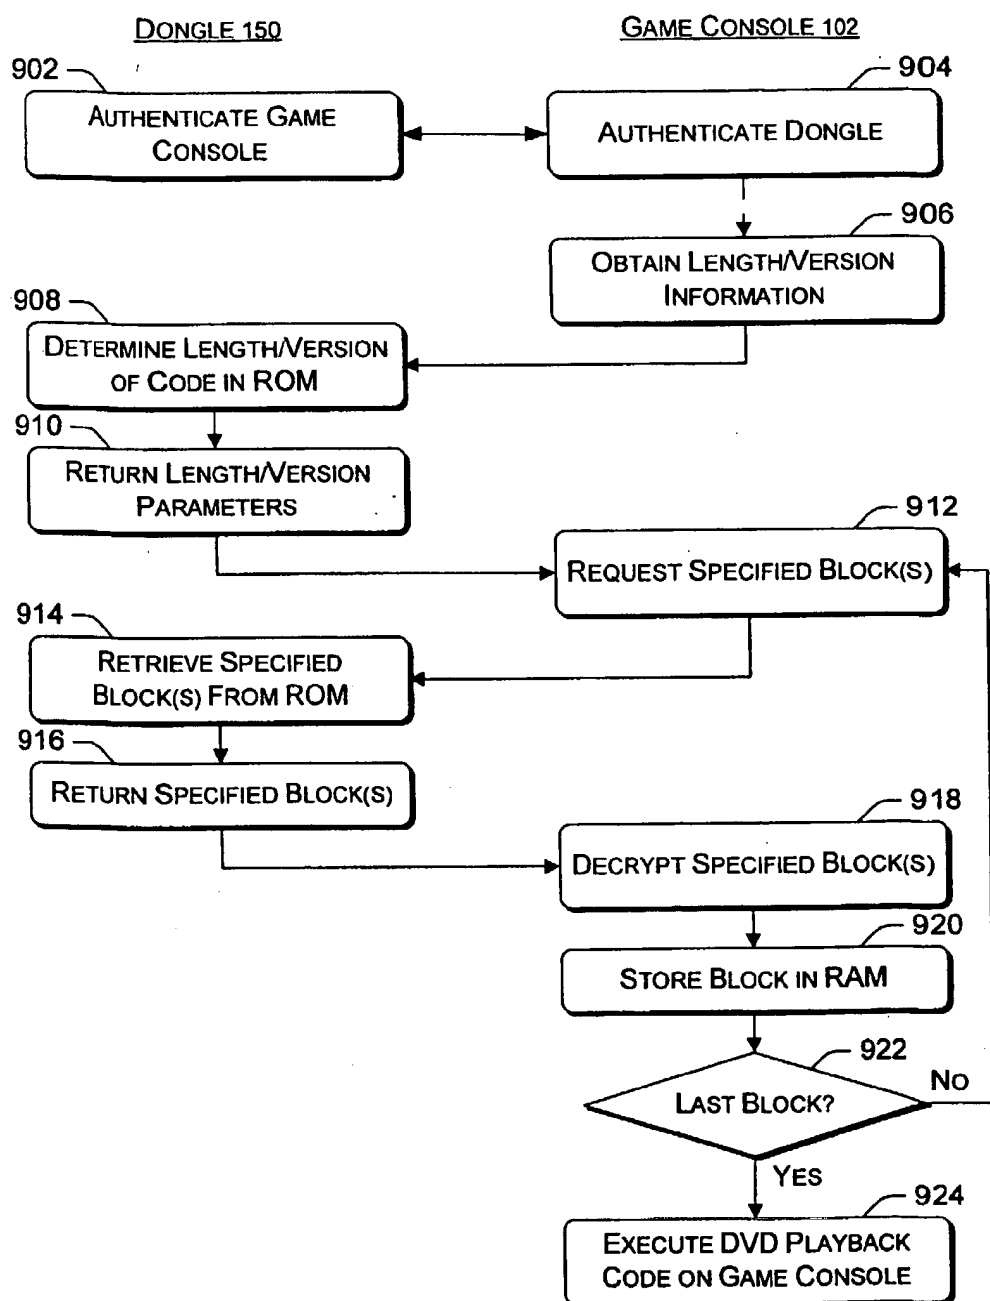 DONGLE 150
GAME CONSOLE 102
902
AUTHENTICATE GAME
CONSOLE
904
AUTHENTICATE DONGLE
906
OBTAIN LENGTH/VERSION
INFORMATION
908
DETERMINE LENGTH/VERSION
OF CODE IN ROM
910
RETURN LENGTH/VERSION
PARAMETERS
912
REQUEST SPECIFIED BLOCK(S)
914
RETRIEVE SPECIFIED
BLOCK(S) FROM ROM
916
RETURN SPECIFIED BLOCK(S)
918
DECRYPT SPECIFIED BLOCK(S)
920
STORE BLOCK IN RAM
922
LAST BLOCK?
NO
YES
924
EXECUTE DVD PLAYBACK
CODE ON GAME CONSOLE